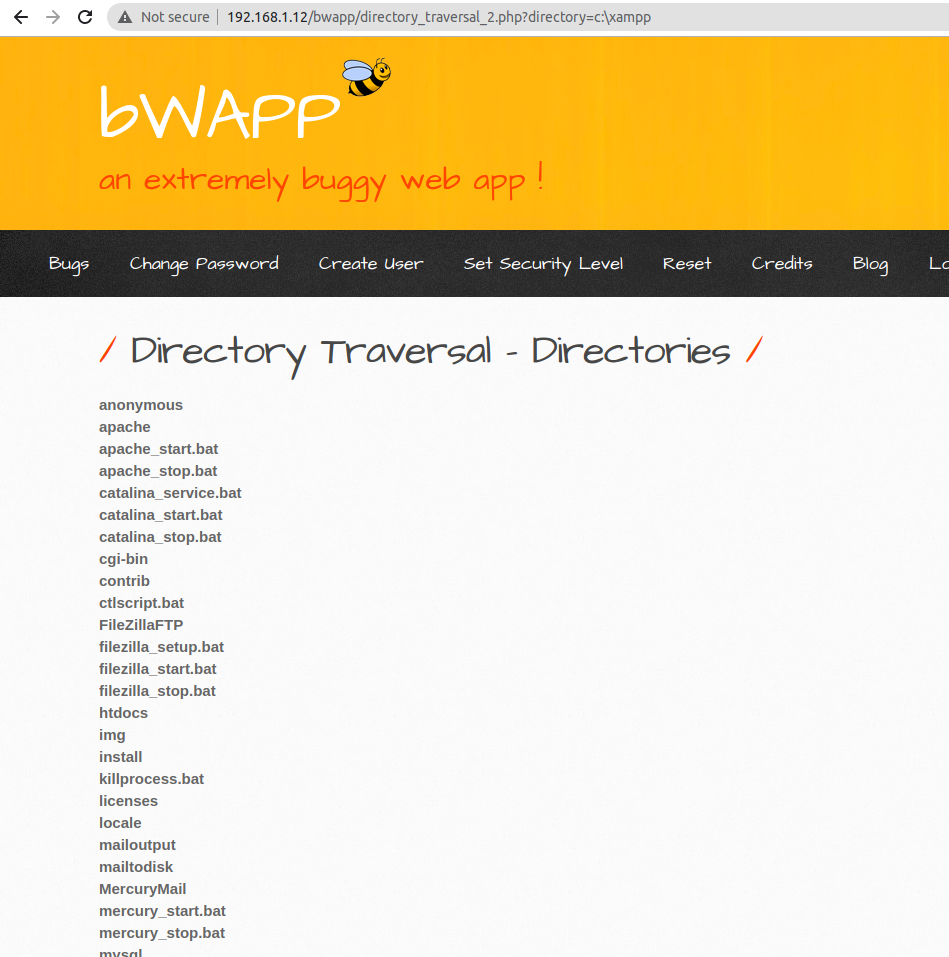 Not secure | 192.168.1.12/bwapp/directory_traversal_2.php?directory=c:\xampp
bWAPP
an extremely buggy web app !
Bugs Change Password Create User Set Security Level Reset Credits Blog Lo
/ Directory Traversal - Directories /
anonymous
apache
apache_start.bat
apache_stop.bat
catalina_service.bat
catalina_start.bat
catalina_stop.bat
cgi-bin
contrib
ctlscript.bat
FileZillaFTP
filezilla_setup.bat
filezilla_start.bat
filezilla_stop.bat
htdocs
img
install
killprocess.bat
licenses
locale
mailoutput
mailtodisk
MercuryMail
mercury_start.bat
mercury_stop.bat
mysql